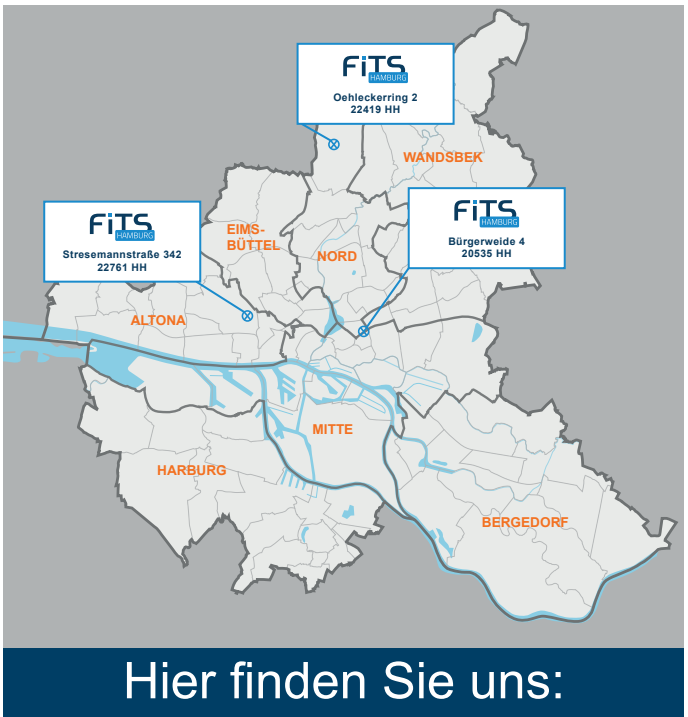 FiTS
HAMBURG
Oehleckerring 2
22419 HH
WANDSBEK
FiTS
HAMBURG
Bürgerweide 4
20535 HH
FiTS
HAMBURG
Stresemannstraße 342
22761 HH
EIMS-
BÜTTEL
NORD
ALTONA
MITTE
HARBURG
BERGEDORF
Hier finden Sie uns: